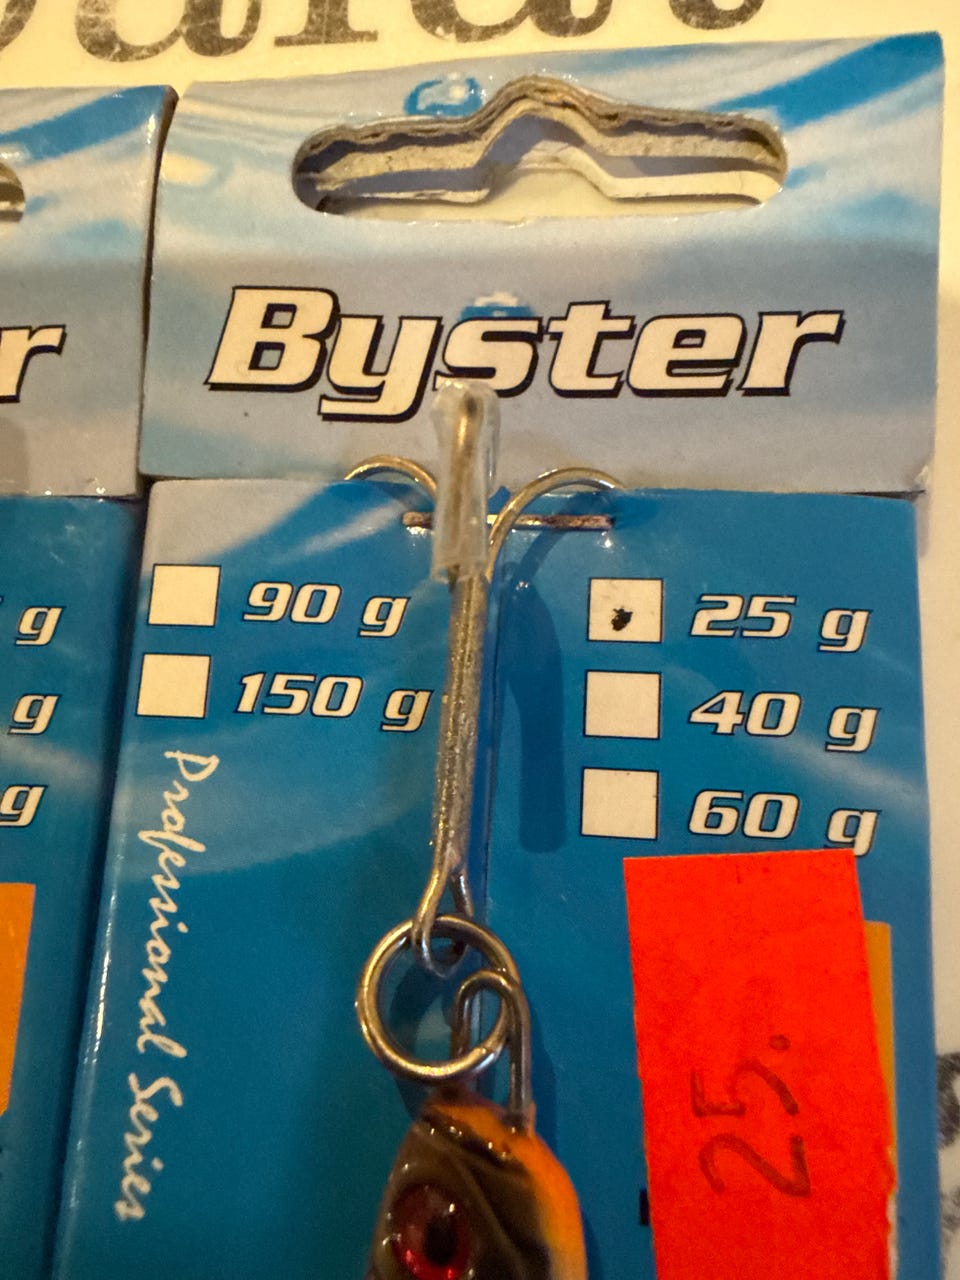 Byster
r
90 g
150 g
25 g
40 g
60 g
g
g
g
Professional Series
25.